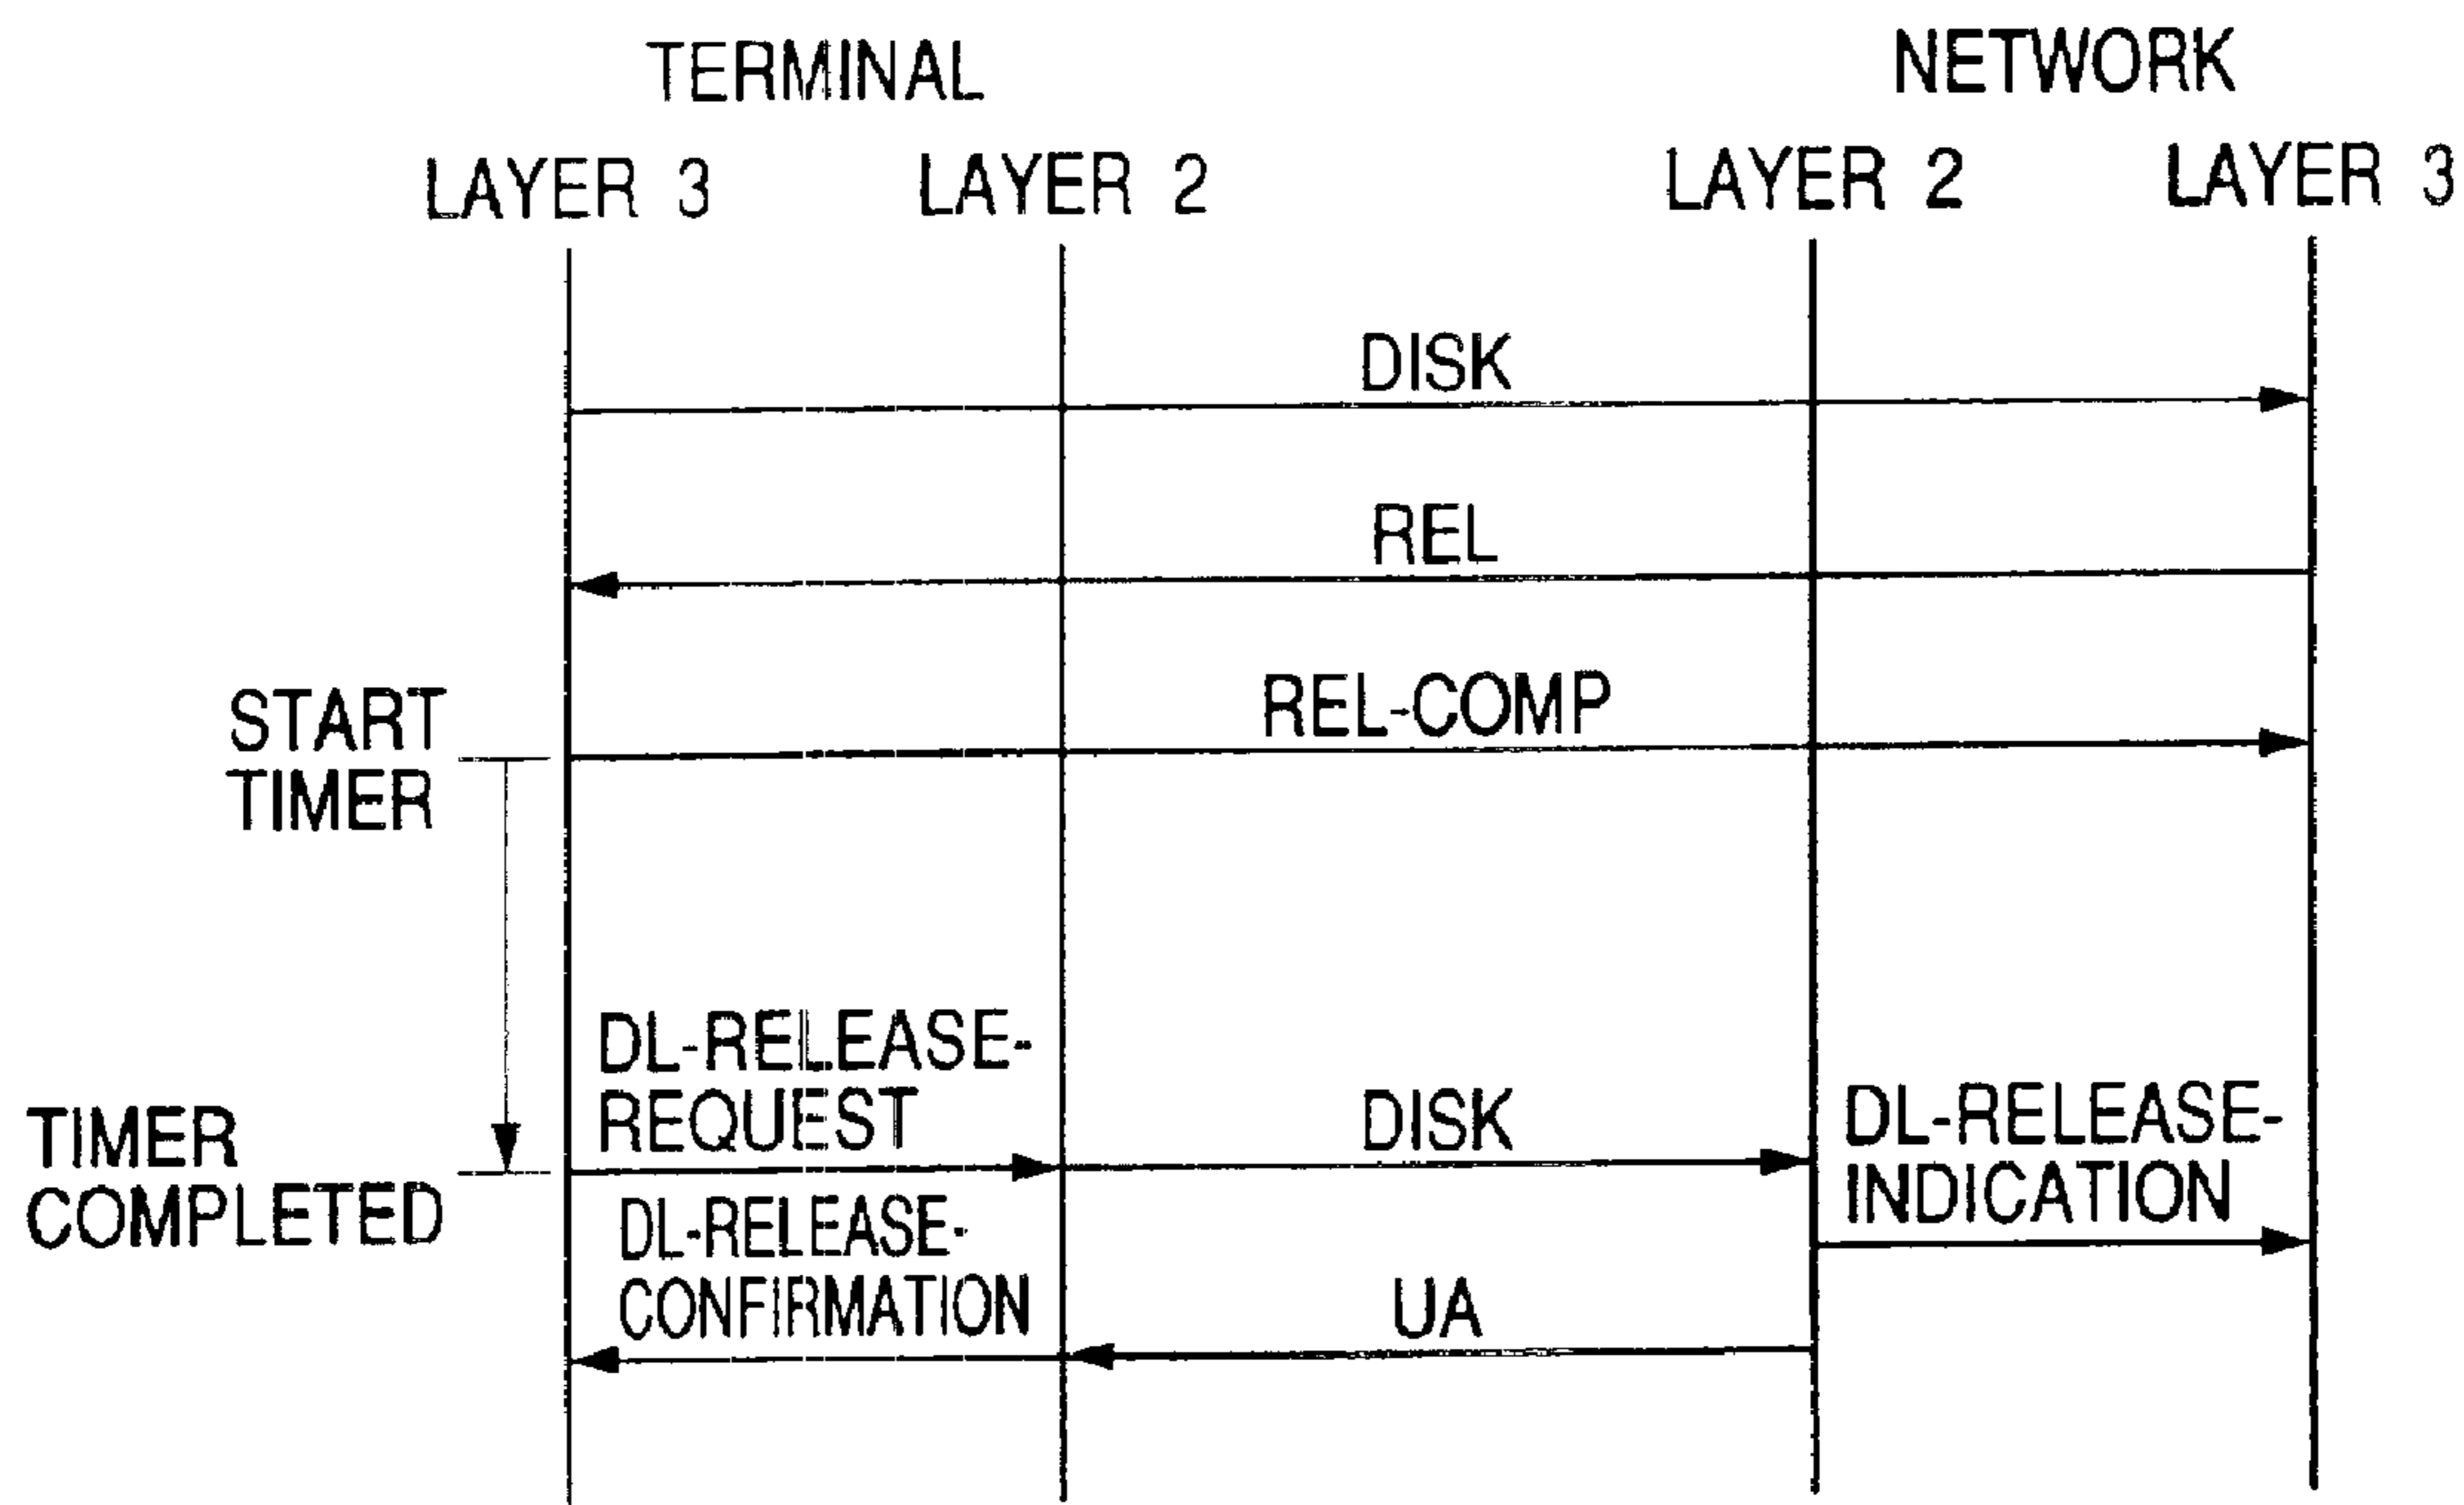 TERMINAL
NETWORK
LAYER 3
LAYER 2
LAYER 2
LAYER 3
DISK
REL
REL-COMP
START
TIMER
DL-RELEASE-
REQUEST
DISK
DL-RELEASE-
INDICATION
TIMER
COMPLETED
DL-RELEASE-
CONFIRMATION
UA